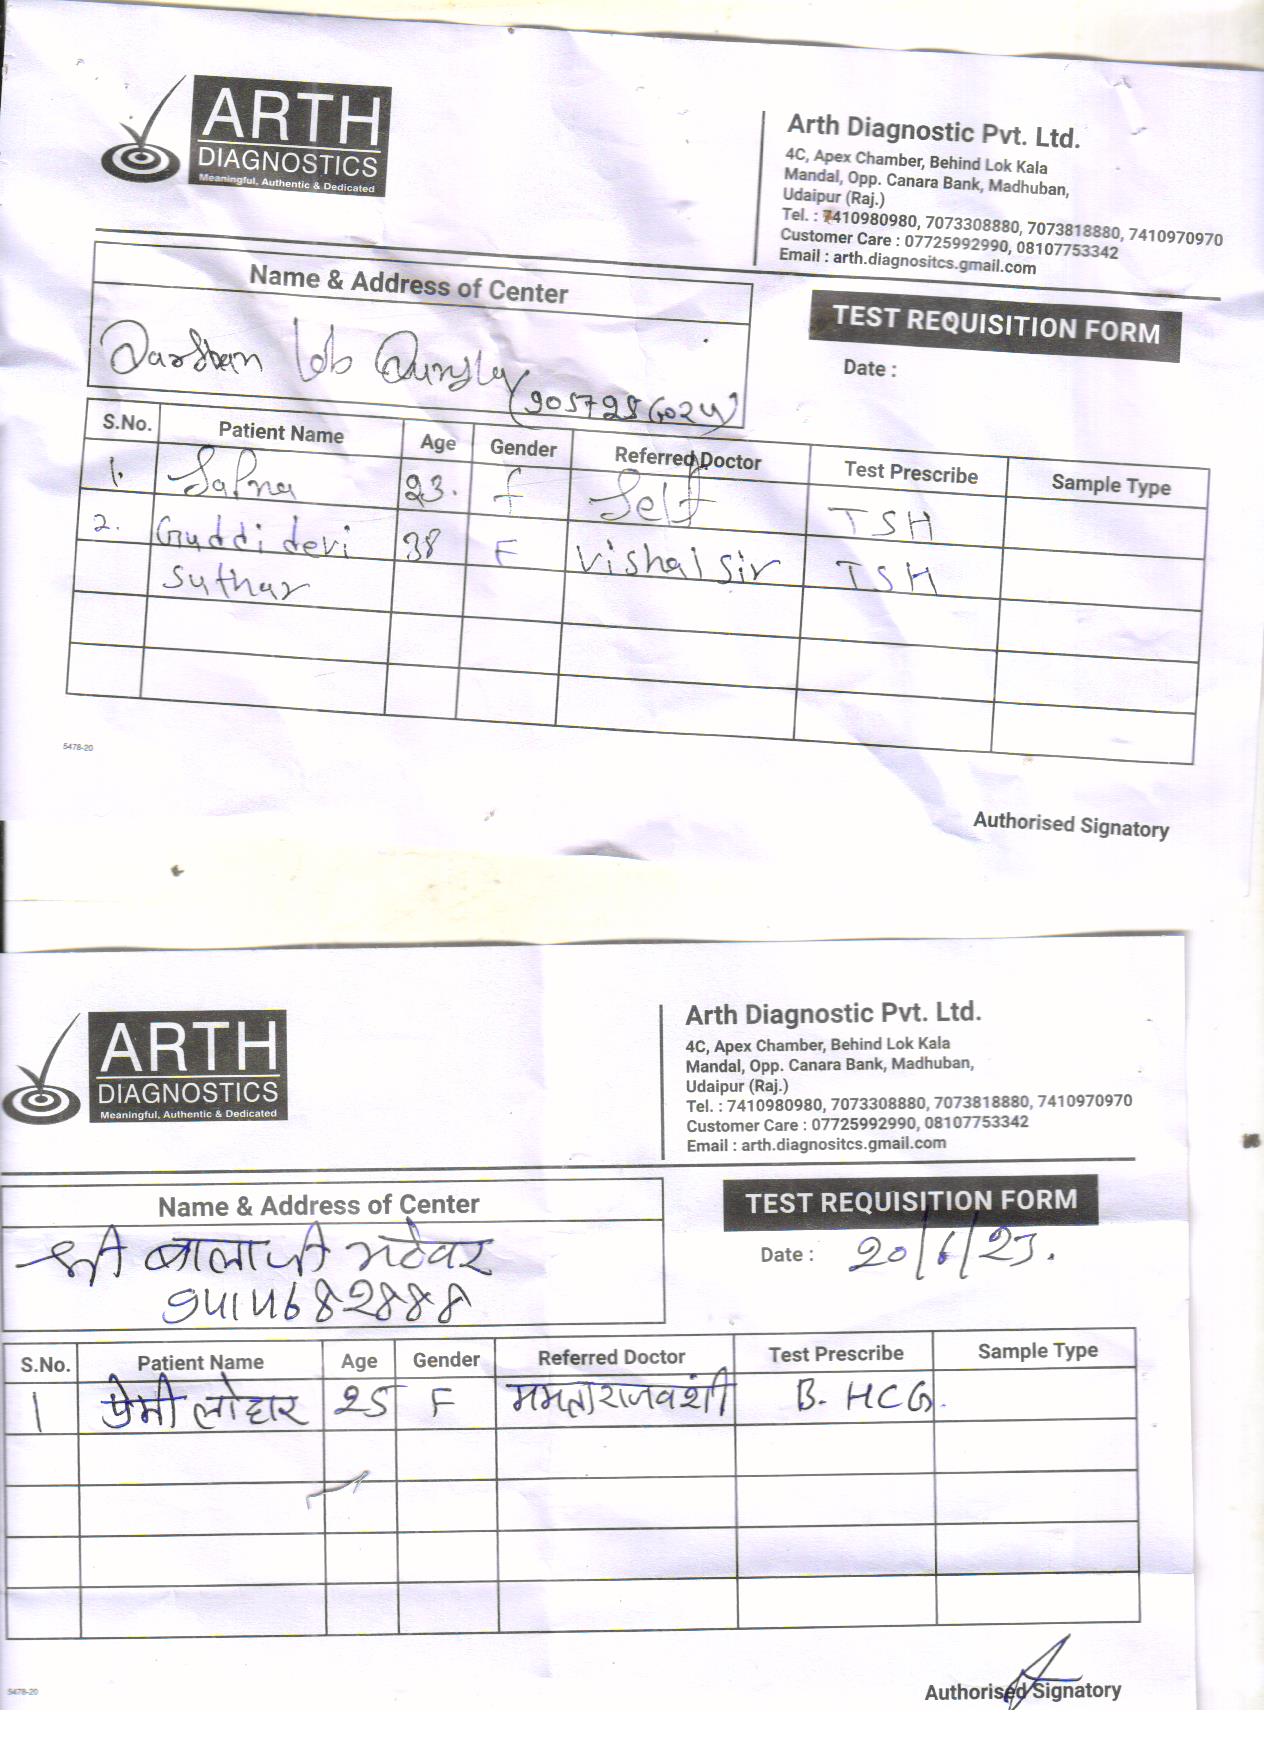 ARTH
DIAGNOSTICS
Meaningful, Authentic & Dedicated
Arth Diagnostic Pvt. Ltd.
4C, Apex Chamber, Behind Lok Kala
Mandal, Opp. Canara Bank, Madhuban,
Udaipur (Raj.)
Tel. : 7410980980, 7073308880, 7073818880, 7410970970
Customer Care : 07725992990, 08107753342
Email : arth.diagnositcs.gmail.com
Name & Address of Center
TEST REQUISITION FORM
Darshan lab
Date :
S.No. Patient Name Age Gender Referred Doctor Test Prescribe Sample Type
1. Sapna 23. F Self TSH
2. Guddi devi 38 F Vishal sir TSH
Suthar
5478-20
Authorised Signatory
ARTH
DIAGNOSTICS
Meaningful, Authentic & Dedicated
Arth Diagnostic Pvt. Ltd.
4C, Apex Chamber, Behind Lok Kala
Mandal, Opp. Canara Bank, Madhuban,
Udaipur (Raj.)
Tel. : 7410980980, 7073308880, 7073818880, 7410970970
Customer Care : 07725992990, 08107753342
Email : arth.diagnositcs.gmail.com
Name & Address of Center
TEST REQUISITION FORM
श्री बालाजी भटेवर
Date : 20/6/23.
9414682888
S.No. Patient Name Age Gender Referred Doctor Test Prescribe Sample Type
1 प्रेमी लोहार 25 F ममता राजवंशी B. HCG.
5478-20
Authorised Signatory